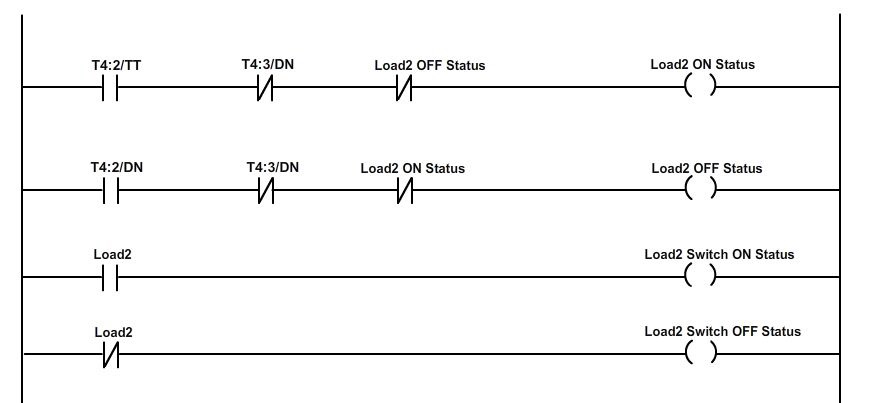 T4:2/TT T4:3/DN Load2 OFF Status Load2 ON Status
T4:2/DN T4:3/DN Load2 ON Status Load2 OFF Status
Load2 Load2 Switch ON Status
Load2 Load2 Switch OFF Status